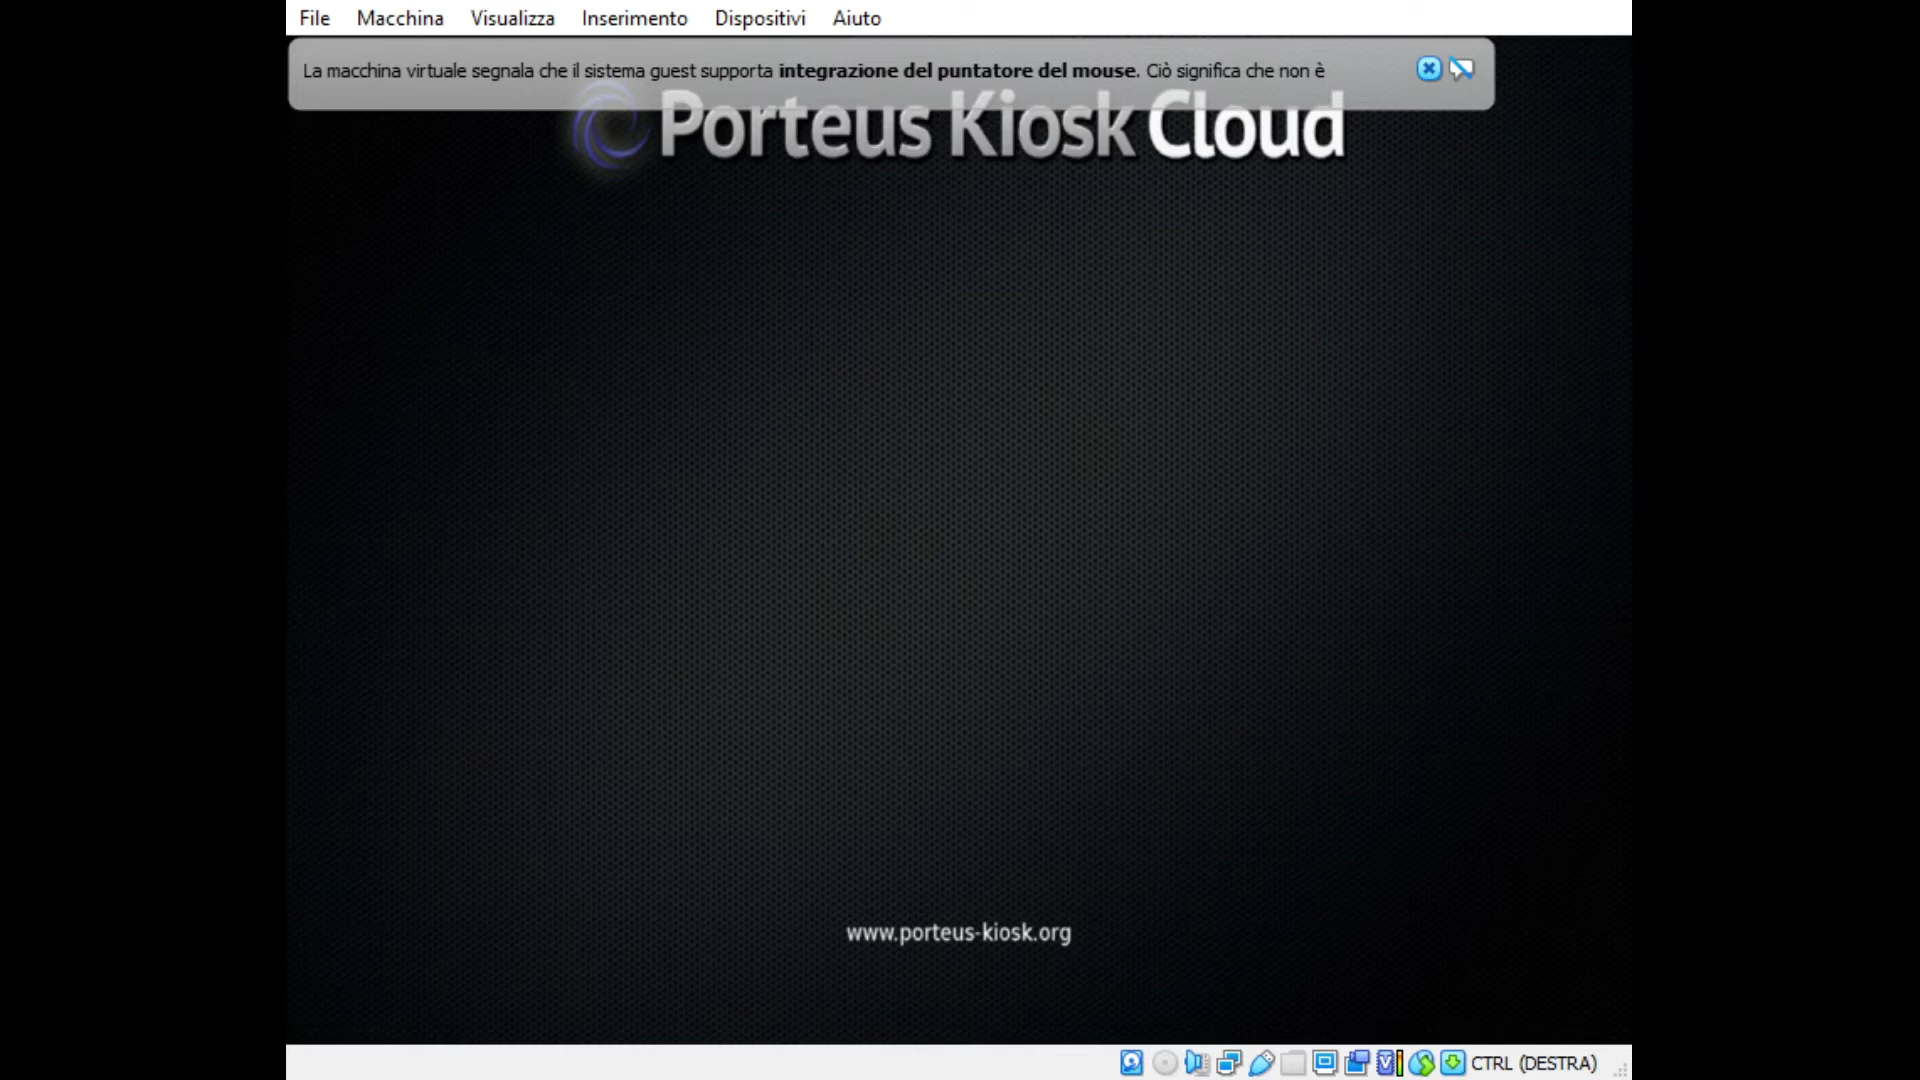 File Macchina Visualizza Inserimento Dispositivi Aiuto
La macchina virtuale segnala che il sistema guest supporta integrazione del puntatore del mouse. Ciò significa che non è
Porteus Kiosk Cloud
www.porteus-kiosk.org
CTRL (DESTRA)